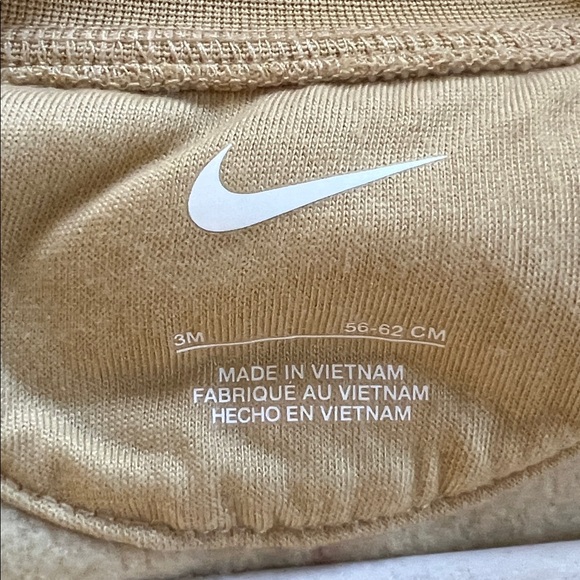 3M 56-62 CM
MADE IN VIETNAM
FABRIQUÉ AU VIETNAM
HECHO EN VIETNAM